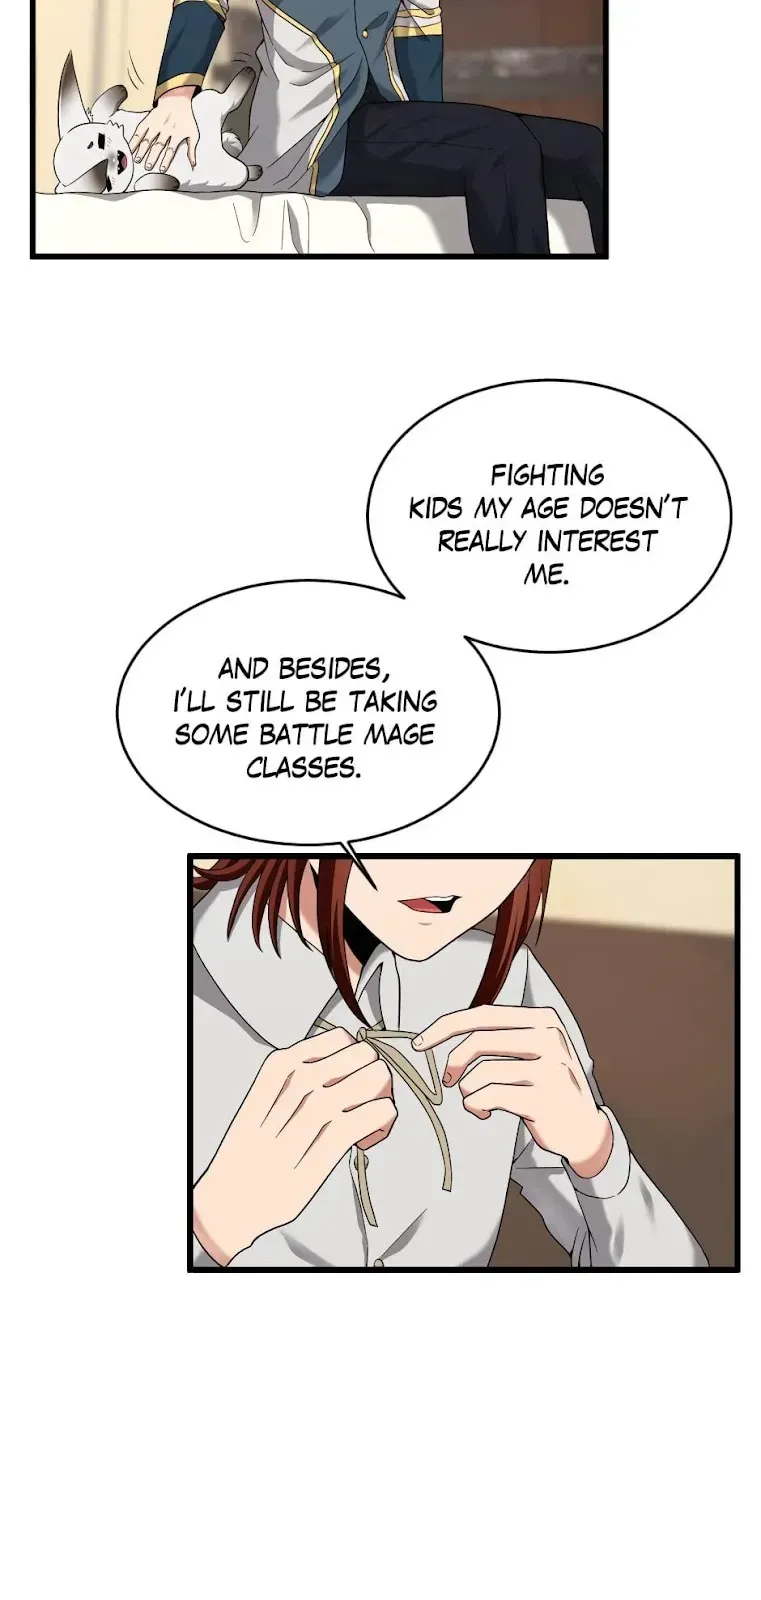 FIGHTING
KIDS MY AGE DOESN'T
REALLY INTEREST
ME.
AND BESIDES,
I'LL STILL BE TAKING
SOME BATTLE MAGE
CLASSES.